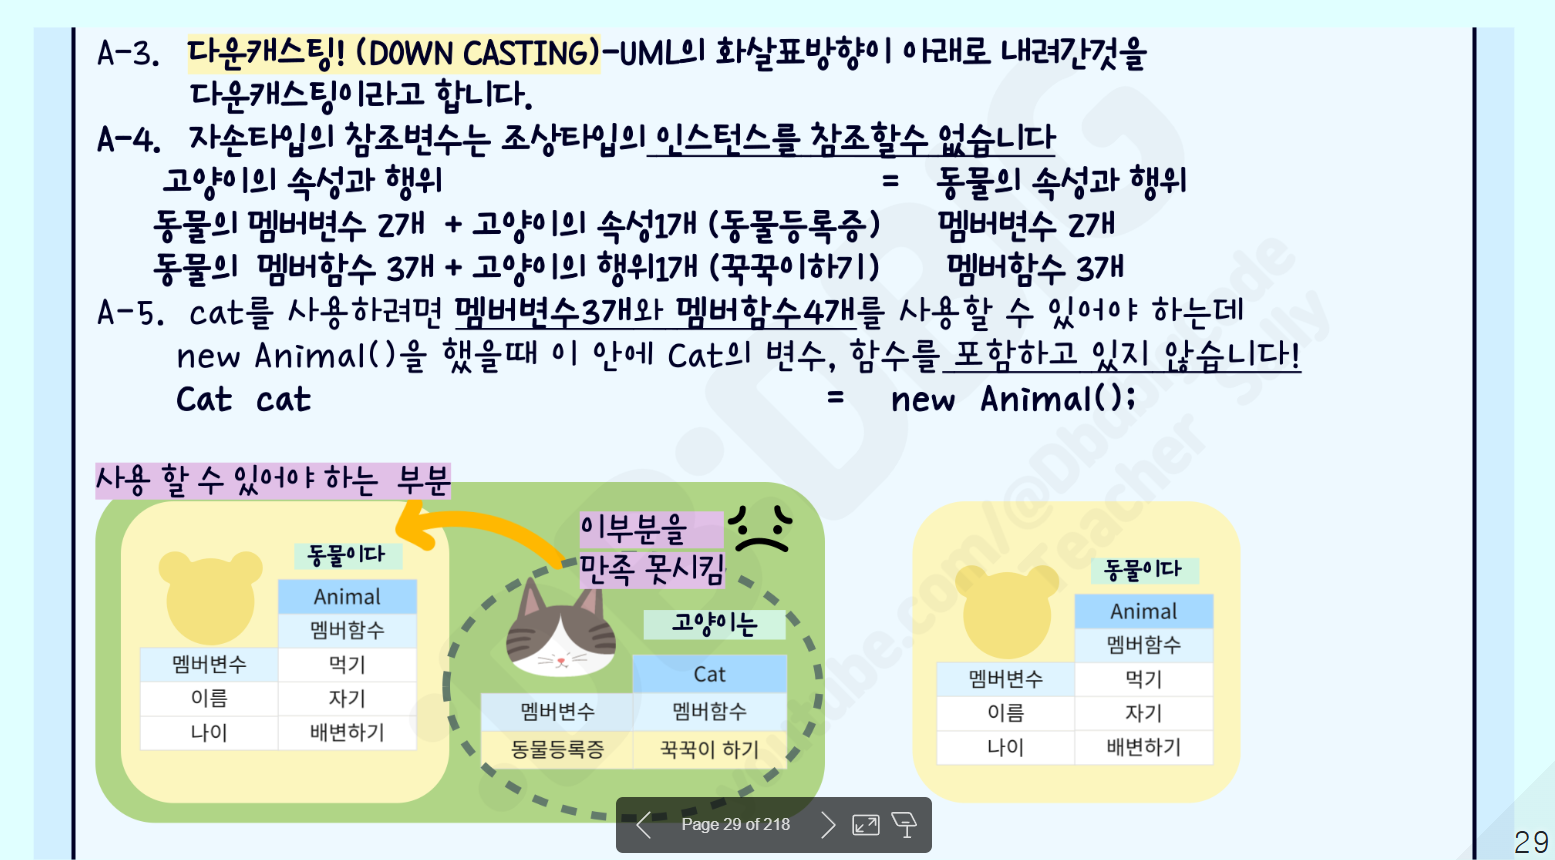 A-3. 다운캐스팅! (DOWN CASTING)-UML의 화살표방향이 아래로 내려간것을
다운캐스팅이라고 합니다.
A-4. 자손타입의 참조변수는 조상타입의 인스턴스를 참조할수 없습니다
고양이의 속성과 행위 = 동물의 속성과 행위
동물의 멤버변수 2개 + 고양이의 속성1개 (동물등록증) 멤버변수 2개
동물의 멤버함수 3개 + 고양이의 행위1개 (꾹꾹이하기) 멤버함수 3개
A-5. cat를 사용하려면 멤버변수3개와 멤버함수4개를 사용할 수 있어야 하는데
new Animal()을 했을때 이 안에 Cat의 변수, 함수를 포함하고 있지 않습니다!
Cat cat = new Animal();
사용 할 수 있어야 하는 부분
이부분을
만족 못시킴
동물이다
Animal
멤버함수
멤버변수 먹기
이름 자기
나이 배변하기
고양이는
Cat
멤버변수 멤버함수
동물등록증 꾹꾹이 하기
동물이다
Animal
멤버함수
멤버변수 먹기
이름 자기
나이 배변하기
Page 29 of 218
29